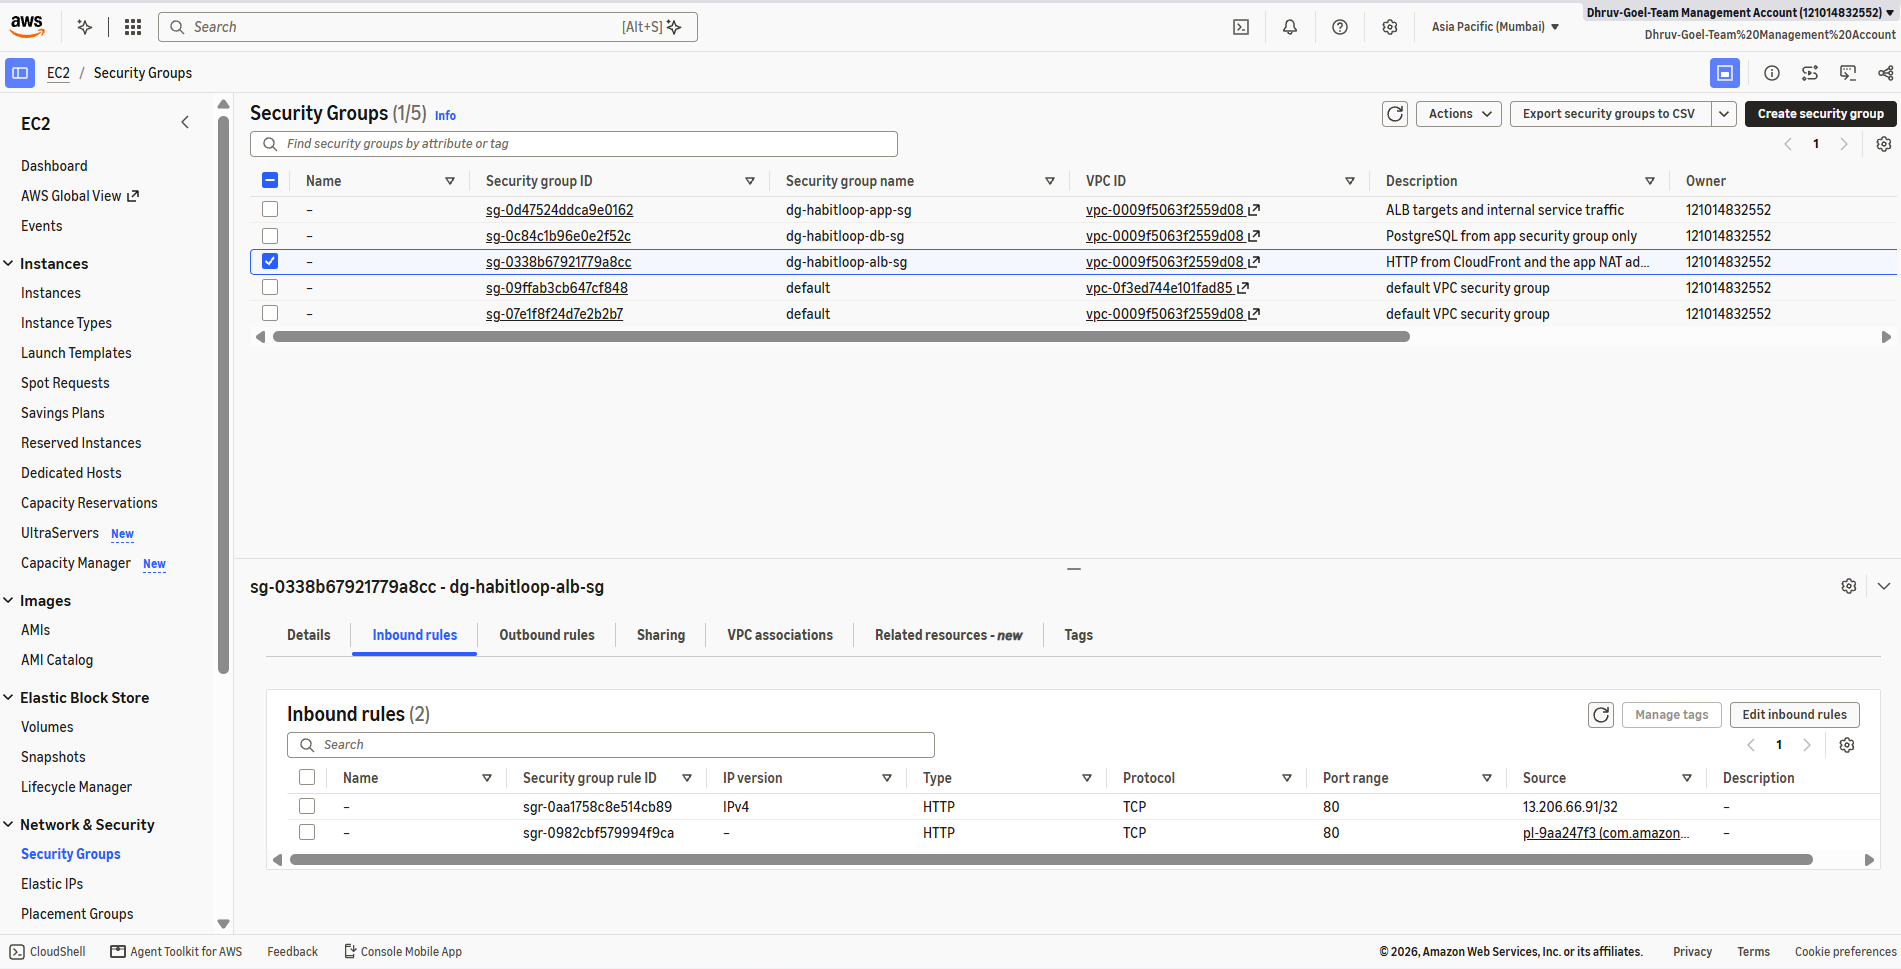 aws
Search
[Alt+S]
Asia Pacific (Mumbai)
Dhruv-Goel-Team Management Account (121014832552)
Dhruv-Goel-Team%20Management%20Account
EC2 / Security Groups
EC2
Dashboard
AWS Global View
Events
Instances
Instances
Instance Types
Launch Templates
Spot Requests
Savings Plans
Reserved Instances
Dedicated Hosts
Capacity Reservations
UltraServers New
Capacity Manager New
Images
AMIs
AMI Catalog
Elastic Block Store
Volumes
Snapshots
Lifecycle Manager
Network & Security
Security Groups
Elastic IPs
Placement Groups
Security Groups (1/5) Info
Actions
Export security groups to CSV
Create security group
Find security groups by attribute or tag
1
Name Security group ID Security group name VPC ID Description Owner
– sg-0d47524ddca9e0162 dg-habitloop-app-sg vpc-0009f5063f2559d08 ALB targets and internal service traffic 121014832552
– sg-0c84c1b96e0e2f52c dg-habitloop-db-sg vpc-0009f5063f2559d08 PostgreSQL from app security group only 121014832552
– sg-0338b67921779a8cc dg-habitloop-alb-sg vpc-0009f5063f2559d08 HTTP from CloudFront and the app NAT ad... 121014832552
– sg-09ffab3cb647cf848 default vpc-0f3ed744e101fad85 default VPC security group 121014832552
– sg-07e1f8f24d7e2b2b7 default vpc-0009f5063f2559d08 default VPC security group 121014832552
sg-0338b67921779a8cc - dg-habitloop-alb-sg
Details Inbound rules Outbound rules Sharing VPC associations Related resources - new Tags
Inbound rules (2)
Manage tags
Edit inbound rules
Search
1
Name Security group rule ID IP version Type Protocol Port range Source Description
– sgr-0aa1758c8e514cb89 IPv4 HTTP TCP 80 13.206.66.91/32 –
– sgr-0982cbf579994f9ca – HTTP TCP 80 pl-9aa247f3 (com.amazon... –
CloudShell Agent Toolkit for AWS Feedback Console Mobile App © 2026, Amazon Web Services, Inc. or its affiliates. Privacy Terms Cookie preferences